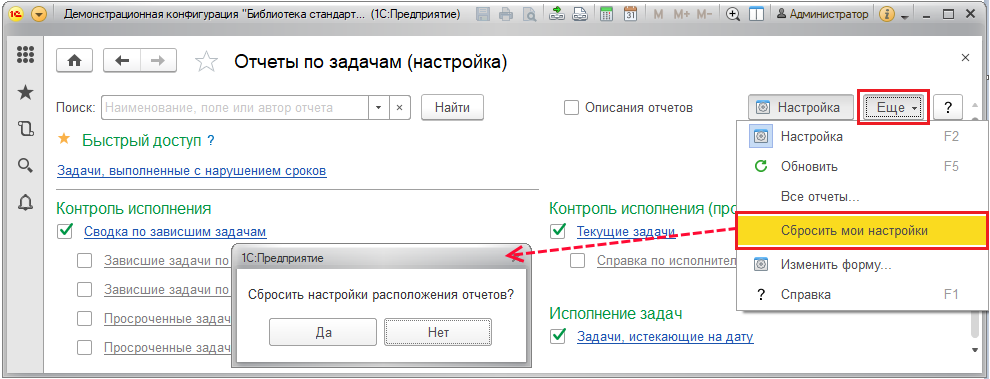 Демонстрационная конфигурация "Библиотека стандарт... (1С:Предприятие)
M M+ M- Администратор
Отчеты по задачам (настройка)
Поиск: Наименование, поле или автор отчета Найти Описания отчетов Настройка Еще ?
Быстрый доступ ?
Задачи, выполненные с нарушением сроков
Настройка F2
Обновить F5
Все отчеты...
Сбросить мои настройки
Изменить форму...
Справка F1
Контроль исполнения
Сводка по зависшим задачам
Зависшие задачи по
Зависшие задачи по
Просроченные задач
Просроченные задач
Контроль исполнения (про
Текущие задачи
Справка по исполнител
Исполнение задач
Задачи, истекающие на дату
1С:Предприятие
Сбросить настройки расположения отчетов?
Да Нет